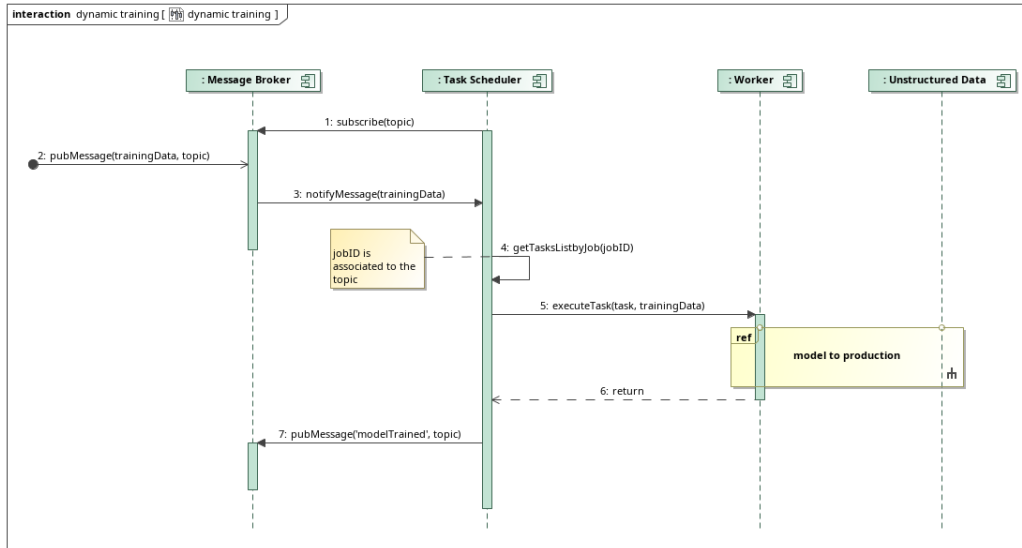 interaction dynamic training [ dynamic training ]
: Message Broker
: Task Scheduler
: Worker
: Unstructured Data
1: subscribe(topic)
2: pubMessage(trainingData, topic)
3: notifyMessage(trainingData)
4: getTasksListbyJob(jobID)
jobID is
associated to the
topic
5: executeTask(task, trainingData)
ref
model to production
6: return
7: pubMessage('modelTrained', topic)